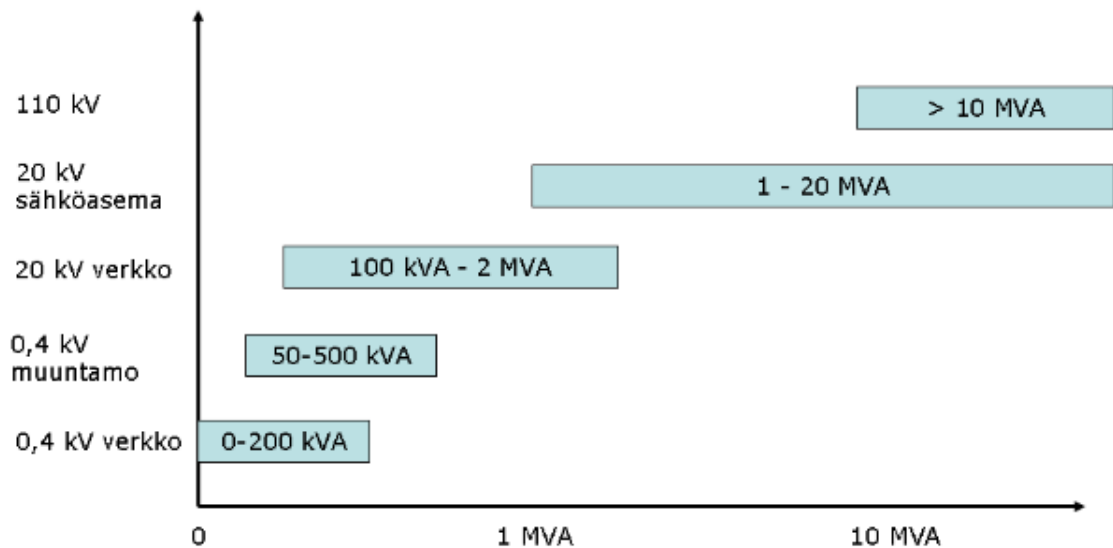 110 kV
> 10 MVA
20 kV
sähköasema
1 - 20 MVA
20 kV verkko
100 kVA - 2 MVA
0,4 kV
muuntamo
50-500 kVA
0,4 kV verkko
0-200 kVA
0
1 MVA
10 MVA